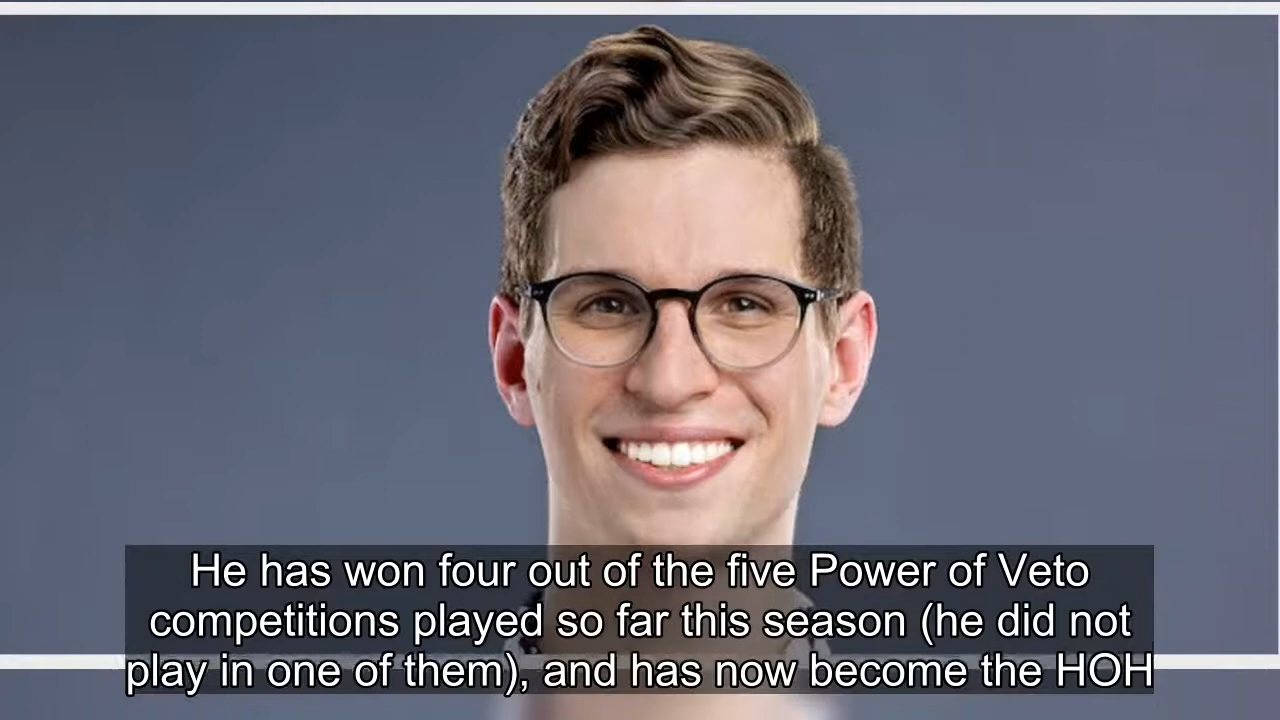 He has won four out of the five Power of Veto
competitions played so far this season (he did not
play in one of them), and has now become the HOH